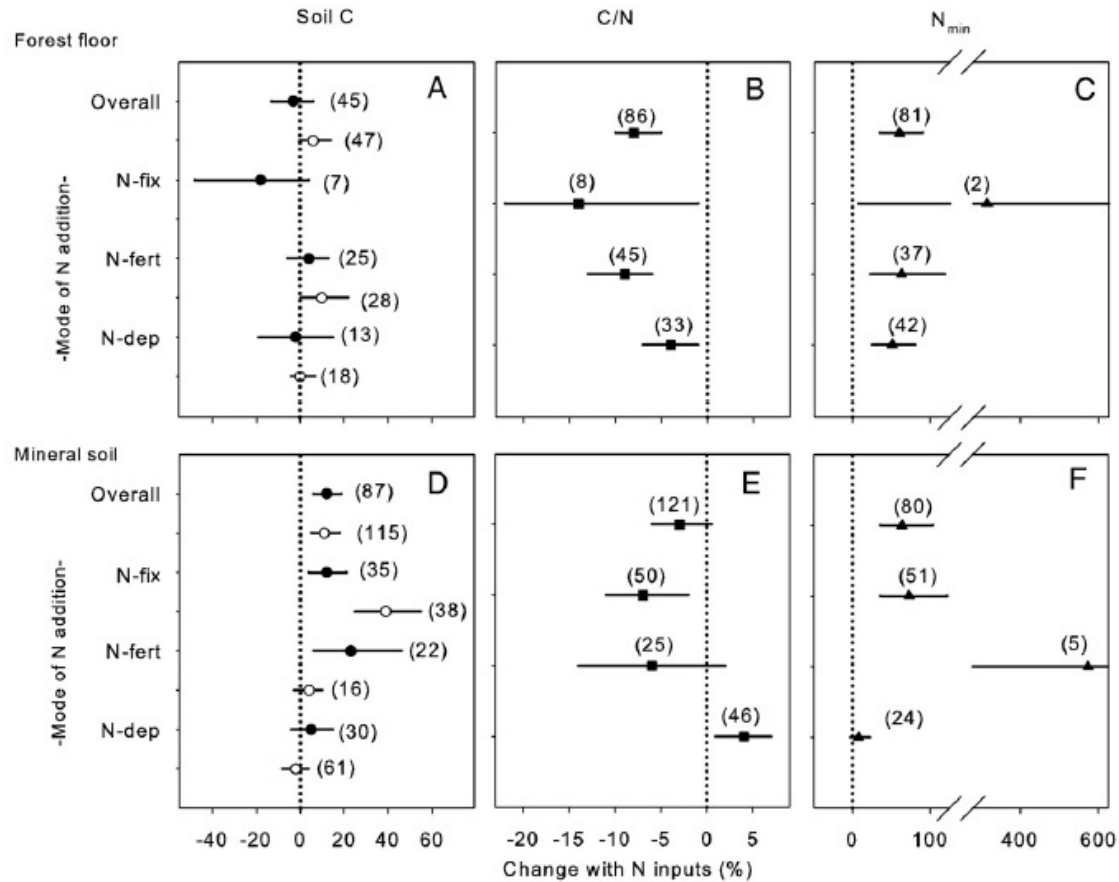 Soil C C/N N_min
Forest floor
A B C
Overall (45) (86) (81)
(47)
N-fix (7) (8) (2)
N-fert (25) (45) (37)
(28)
N-dep (13) (33) (42)
(18)
-Mode of N addition-
Mineral soil
D E F
Overall (87) (121) (80)
(115)
N-fix (35) (50) (51)
(38)
N-fert (22) (25) (5)
(16)
N-dep (30) (46) (24)
(61)
-Mode of N addition-
-40 -20 0 20 40 60 -20 -15 -10 -5 0 5 0 100 400 600
Change with N inputs (%)